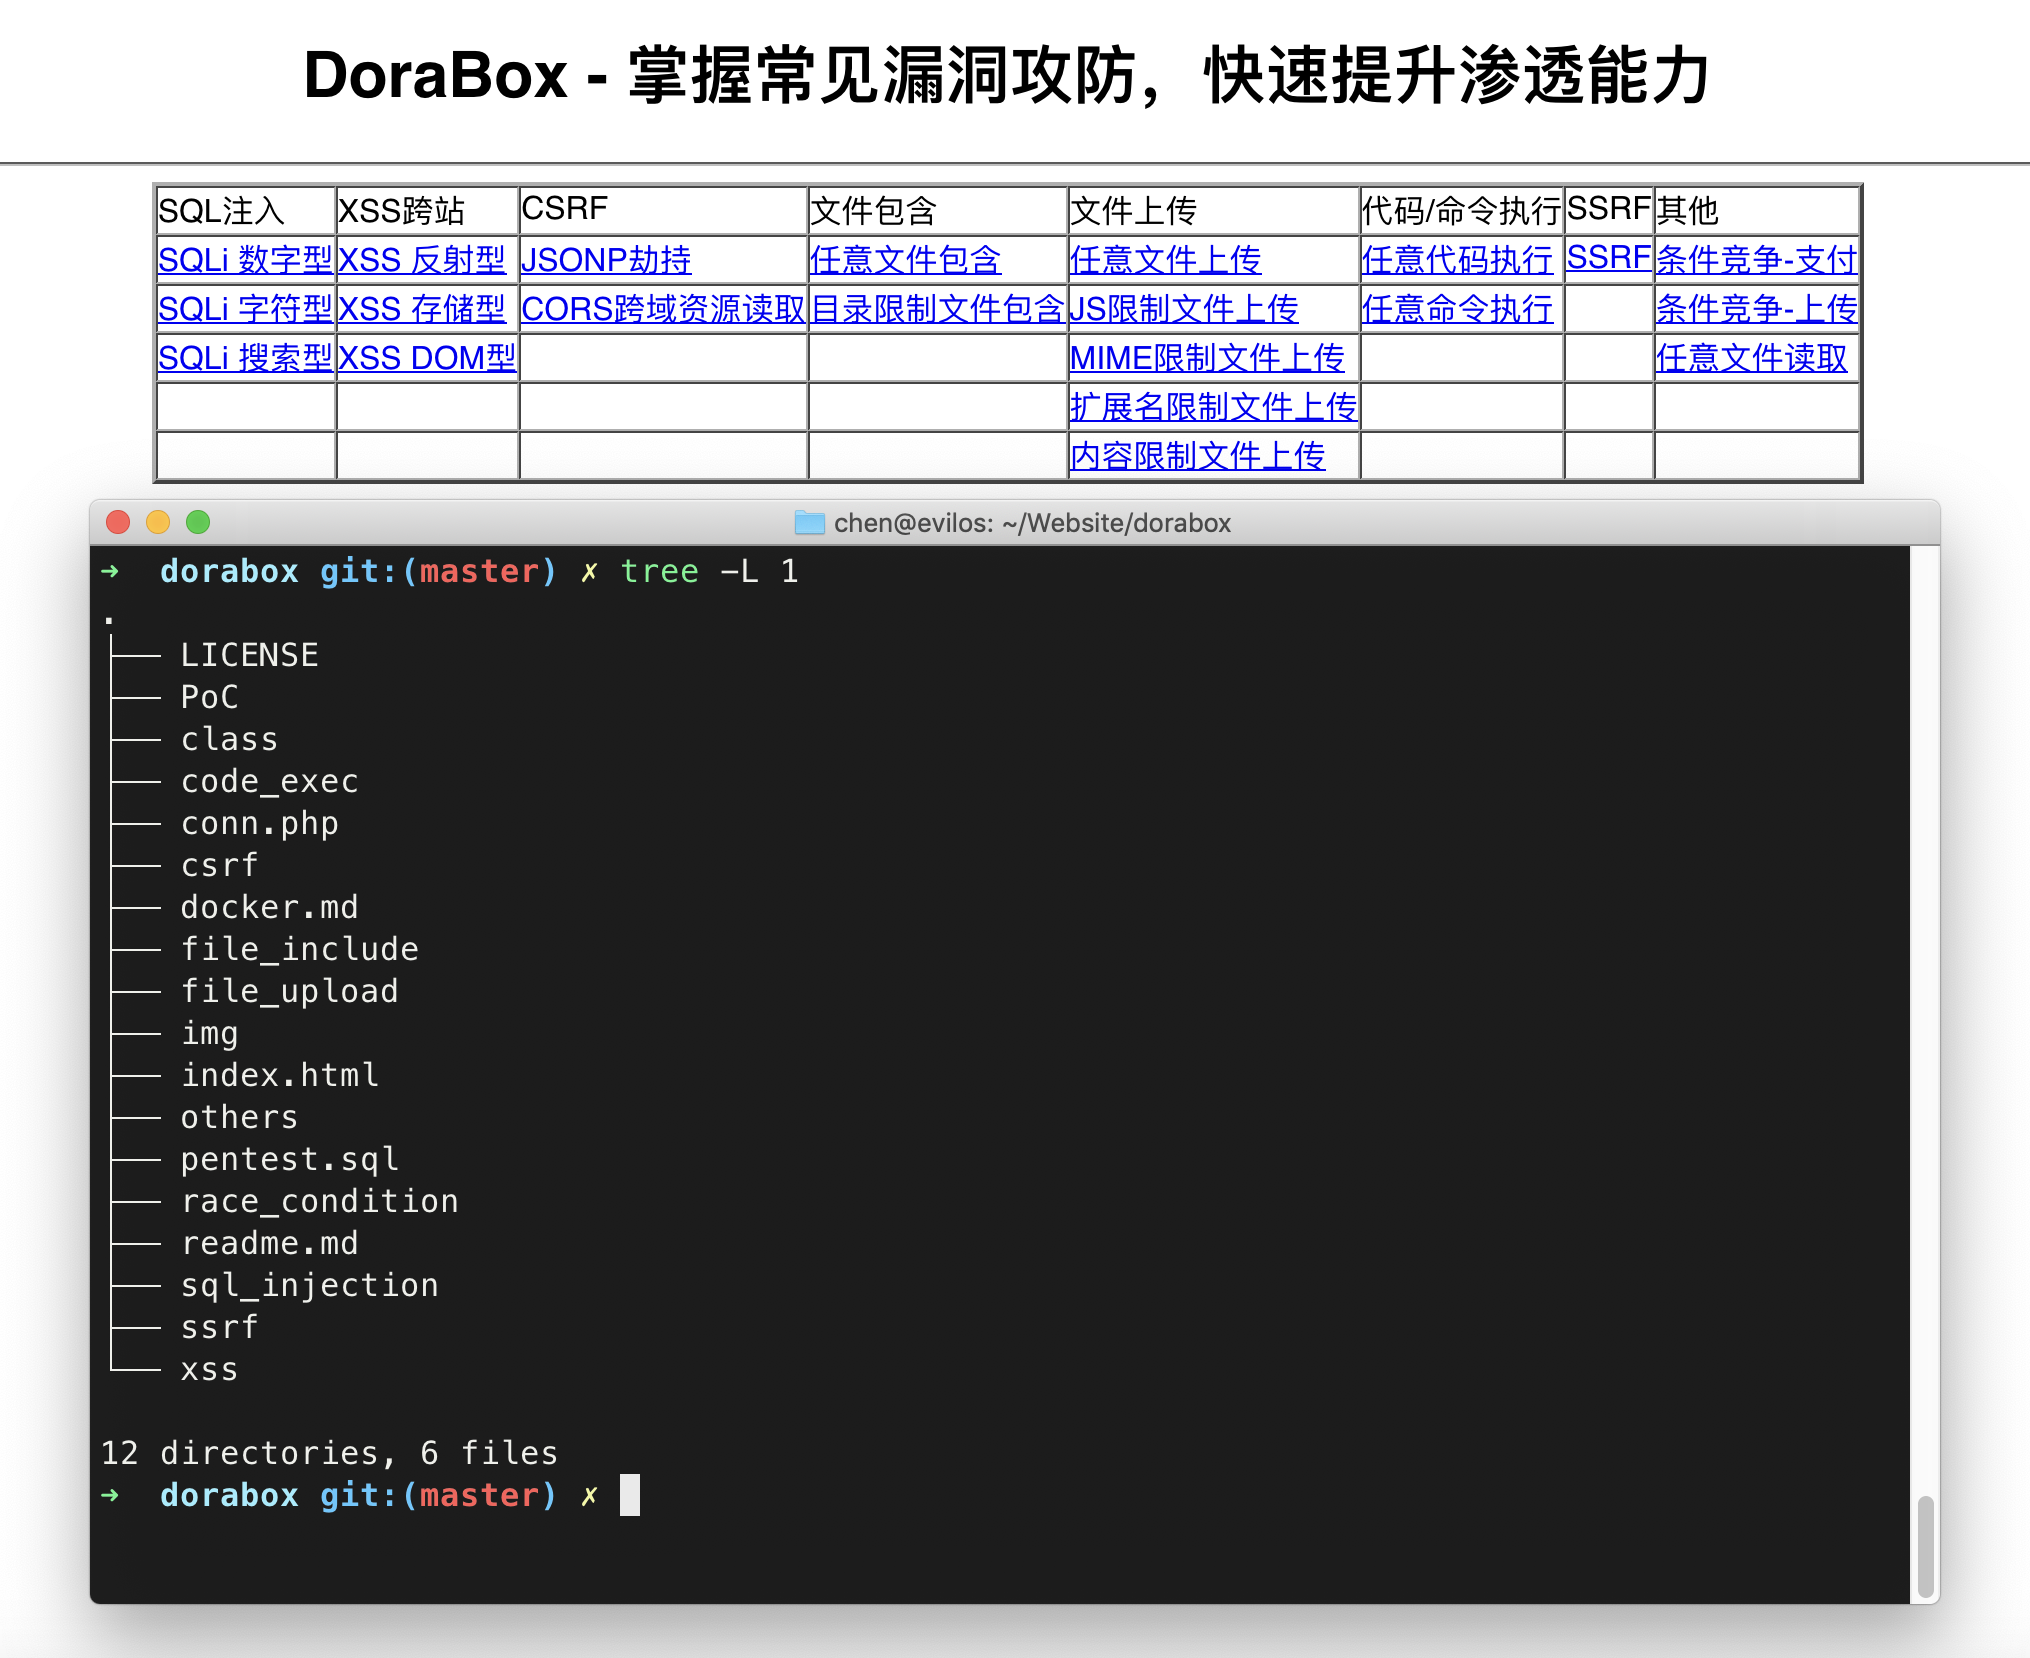 DoraBox - 掌握常见漏洞攻防，快速提升渗透能力
SQL注入 XSS跨站 CSRF 文件包含 文件上传 代码/命令执行 SSRF 其他
SQLi 数字型 XSS 反射型 JSONP劫持 任意文件包含 任意文件上传 任意代码执行 SSRF 条件竞争-支付
SQLi 字符型 XSS 存储型 CORS跨域资源读取 目录限制文件包含 JS限制文件上传 任意命令执行 条件竞争-上传
SQLi 搜索型 XSS DOM型 MIME限制文件上传 任意文件读取
扩展名限制文件上传
内容限制文件上传
chen@evilos: ~/Website/dorabox
➜ dorabox git:(master) ✗ tree -L 1
.
├── LICENSE
├── PoC
├── class
├── code_exec
├── conn.php
├── csrf
├── docker.md
├── file_include
├── file_upload
├── img
├── index.html
├── others
├── pentest.sql
├── race_condition
├── readme.md
├── sql_injection
├── ssrf
└── xss
12 directories, 6 files
➜ dorabox git:(master) ✗